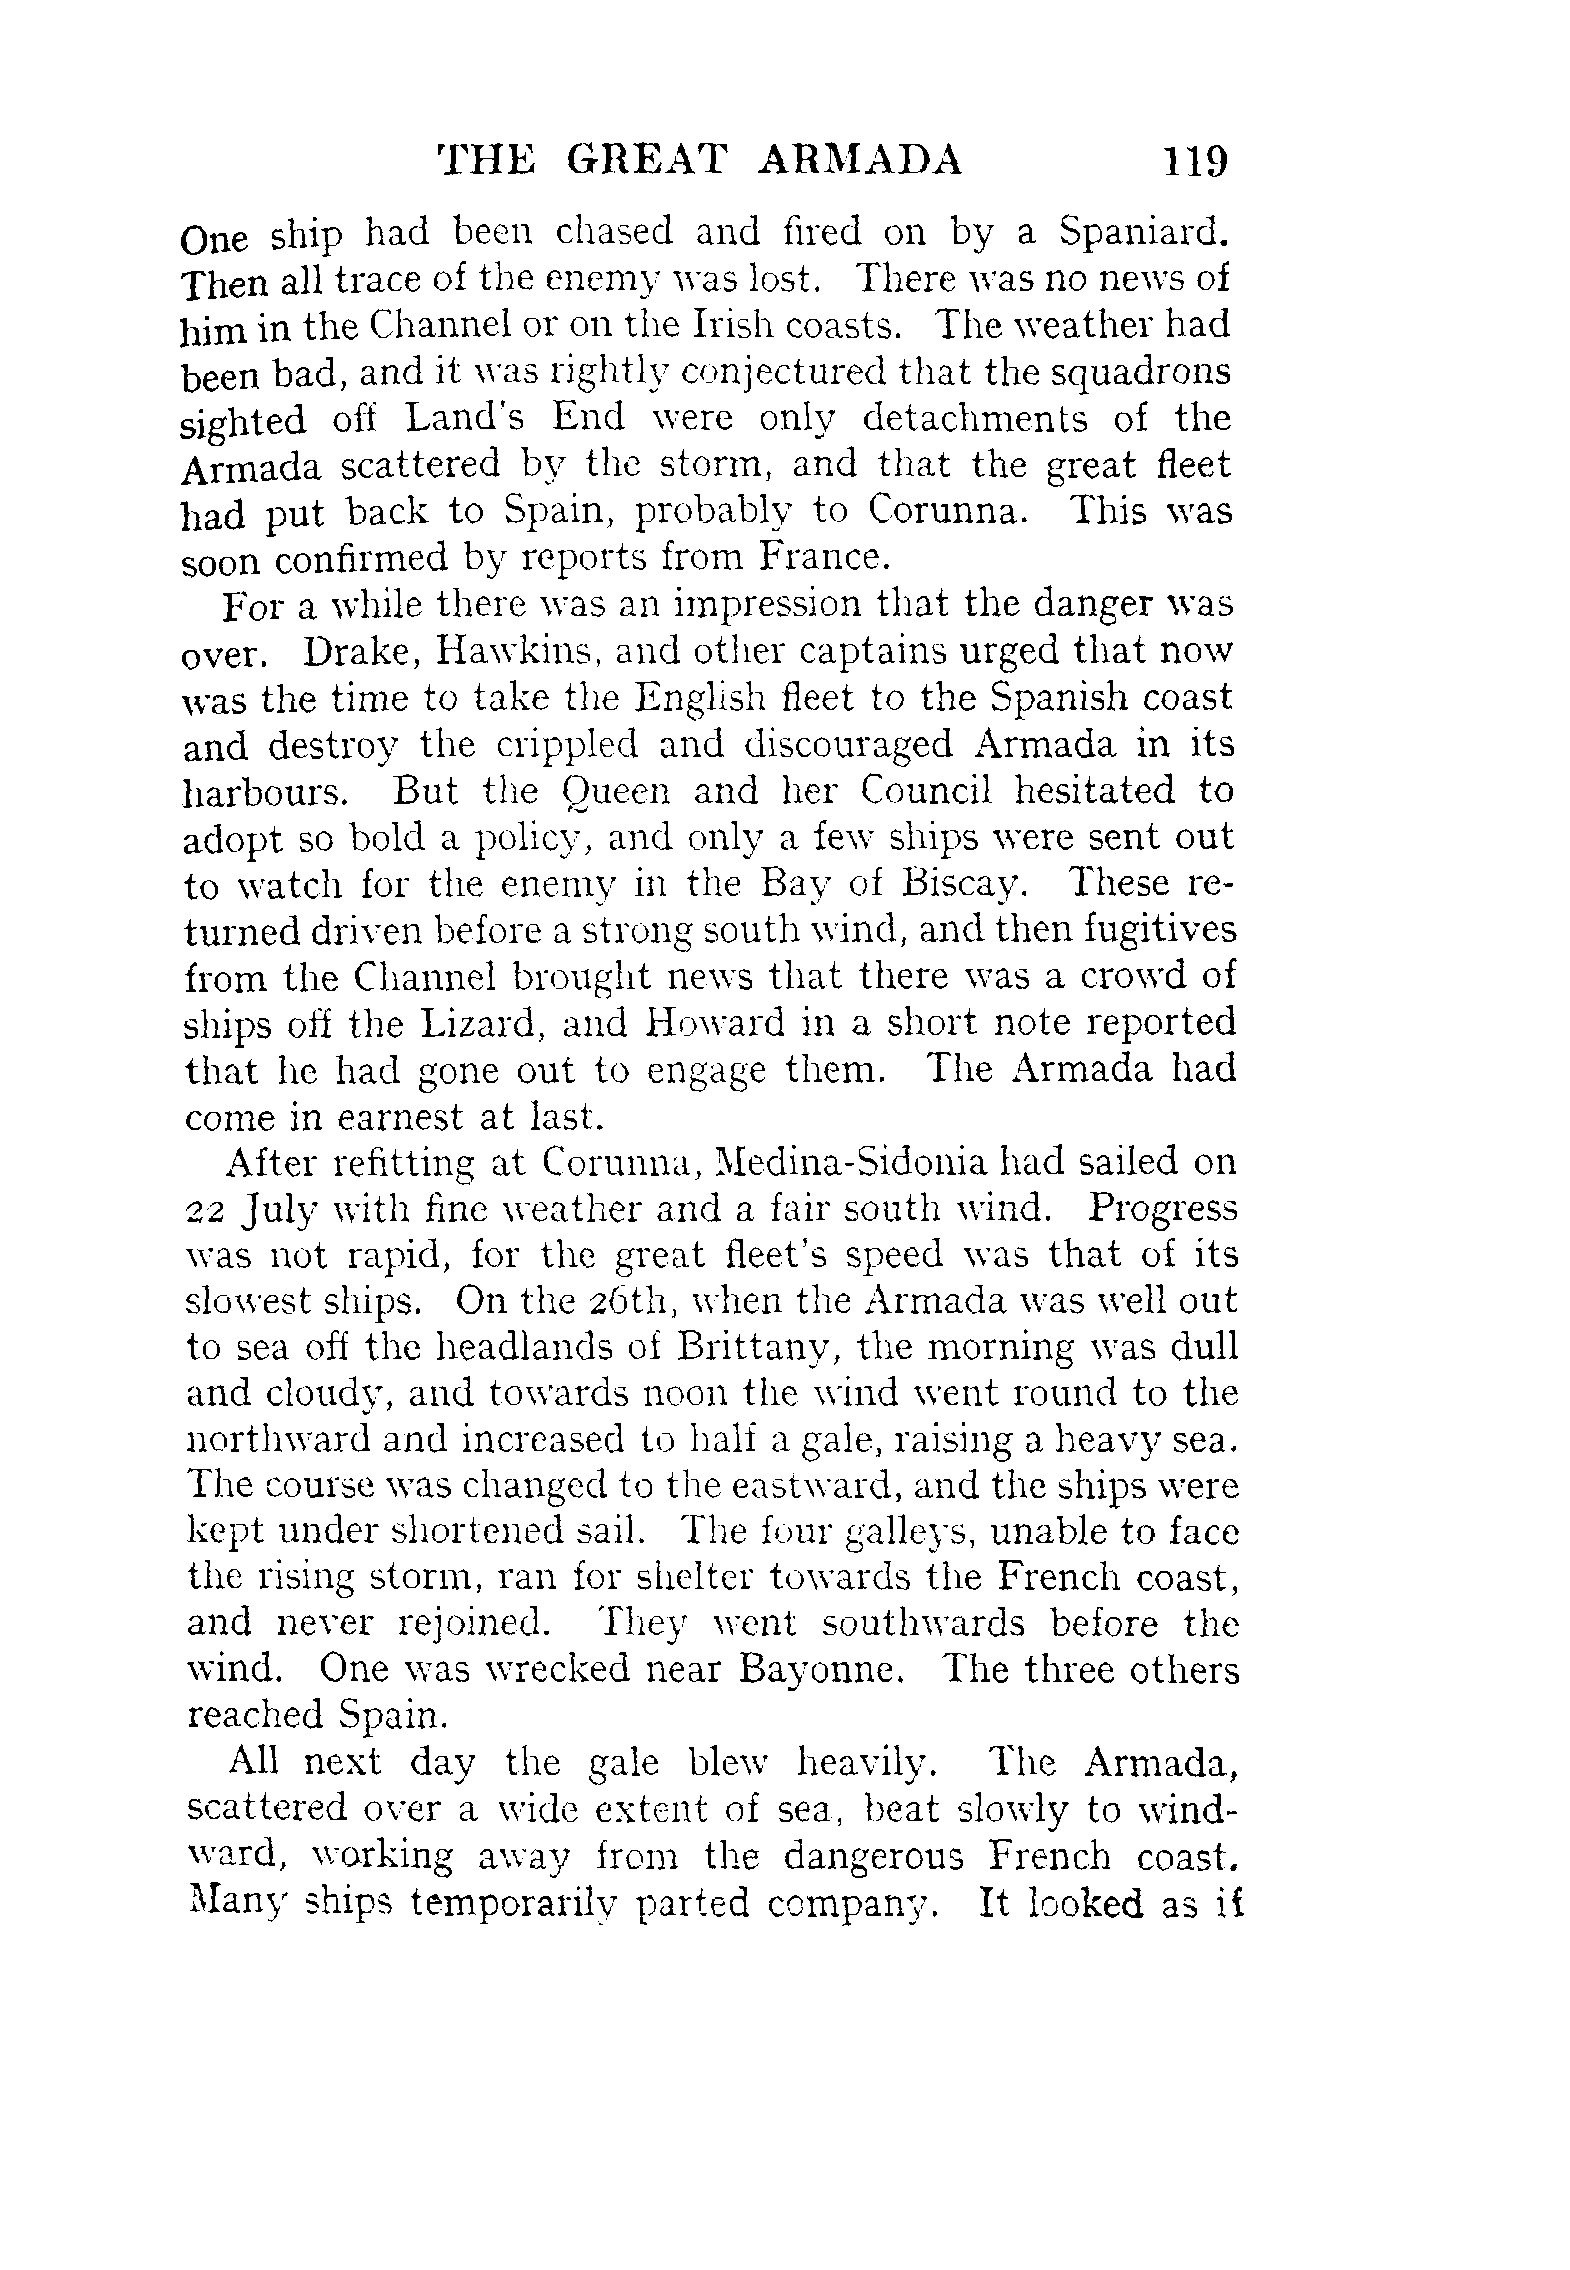 THE GREAT ARMADA 119
One ship had been chased and fired on by a Spaniard.
Then all trace of the enemy was lost. There was no news of
him in the Channel or on the Irish coasts. The weather had
been bad, and it was rightly conjectured that the squadrons
sighted off Land's End were only detachments of the
Armada scattered by the storm, and that the great fleet
had put back to Spain, probably to Corunna. This was
soon confirmed by reports from France.
For a while there was an impression that the danger was
over. Drake, Hawkins, and other captains urged that now
was the time to take the English fleet to the Spanish coast
and destroy the crippled and discouraged Armada in its
harbours. But the Queen and her Council hesitated to
adopt so bold a policy, and only a few ships were sent out
to watch for the enemy in the Bay of Biscay. These re-
turned driven before a strong south wind, and then fugitives
from the Channel brought news that there was a crowd of
ships off the Lizard, and Howard in a short note reported
that he had gone out to engage them. The Armada had
come in earnest at last.
After refitting at Corunna, Medina-Sidonia had sailed on
22 July with fine weather and a fair south wind. Progress
was not rapid, for the great fleet's speed was that of its
slowest ships. On the 26th, when the Armada was well out
to sea off the headlands of Brittany, the morning was dull
and cloudy, and towards noon the wind went round to the
northward and increased to half a gale, raising a heavy sea.
The course was changed to the eastward, and the ships were
kept under shortened sail. The four galleys, unable to face
the rising storm, ran for shelter towards the French coast,
and never rejoined. They went southwards before the
wind. One was wrecked near Bayonne. The three others
reached Spain.
All next day the gale blew heavily. The Armada,
scattered over a wide extent of sea, beat slowly to wind-
ward, working away from the dangerous French coast.
Many ships temporarily parted company. It looked as if